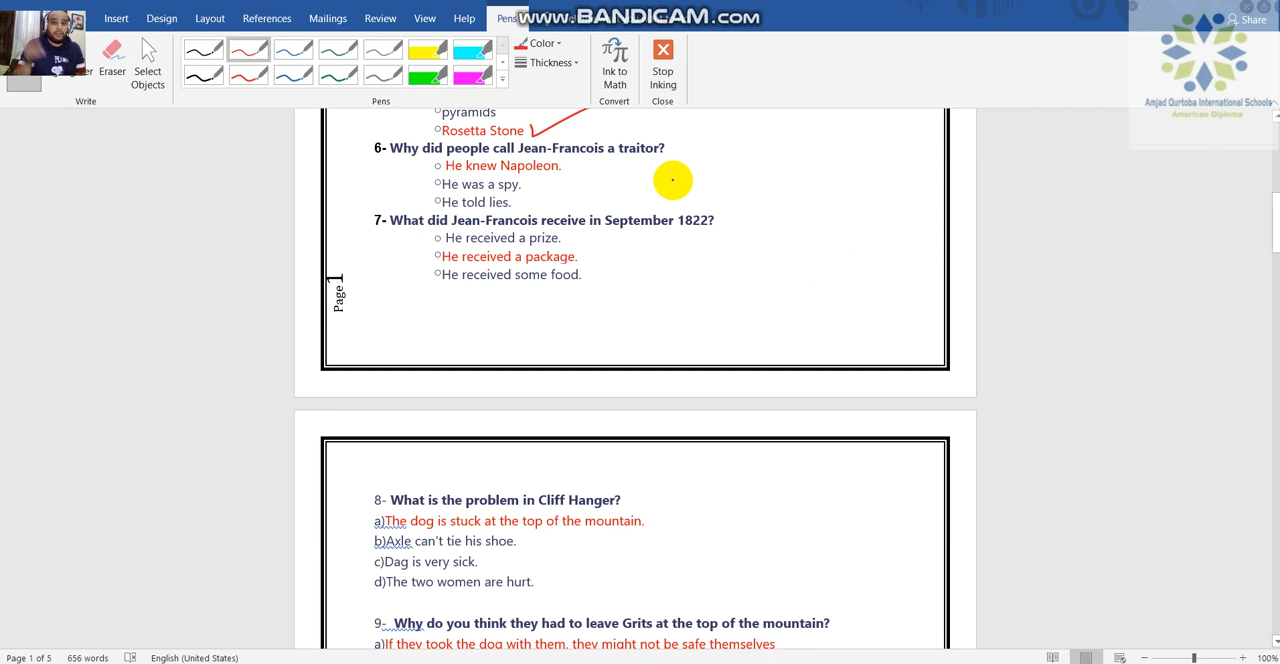 Insert Design Layout References Mailings Review View Help Pens
www.BANDICAM.com
Share
Eraser
Select Objects
Color
Thickness
Ink to Math
Stop Inking
Write
Pens
Convert
Close
Amjad Qurtoba International Schools
American Diploma
pyramids
Rosetta Stone
6- Why did people call Jean-Francois a traitor?
He knew Napoleon.
He was a spy.
He told lies.
7- What did Jean-Francois receive in September 1822?
He received a prize.
He received a package.
He received some food.
Page 1
8- What is the problem in Cliff Hanger?
a)The dog is stuck at the top of the mountain.
b)Axle can't tie his shoe.
c)Dag is very sick.
d)The two women are hurt.
9- Why do you think they had to leave Grits at the top of the mountain?
a)If they took the dog with them, they might not be safe themselves
Page 1 of 5 656 words English (United States) 100%